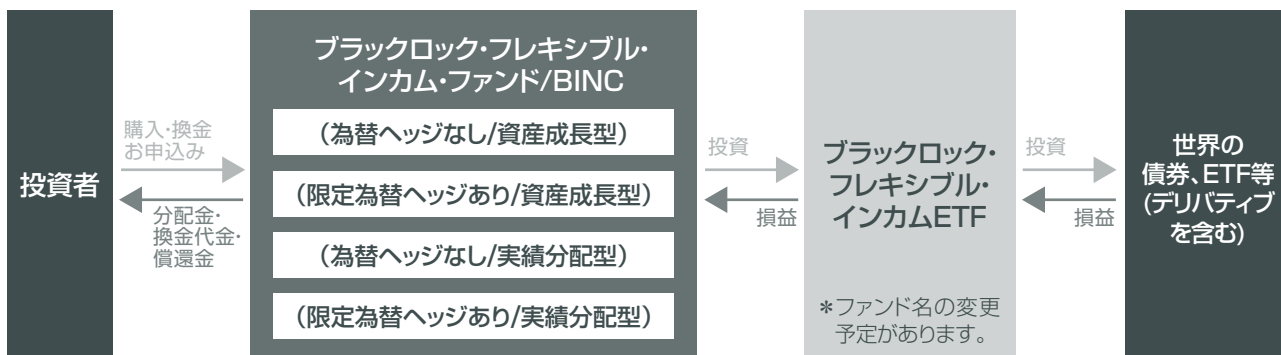 投資者
購入・換金
お申込み
分配金・
換金代金・
償還金
ブラックロック・フレキシブル・
インカム・ファンド/BINC
（為替ヘッジなし/資産成長型）
（限定為替ヘッジあり/資産成長型）
（為替ヘッジなし/実績分配型）
（限定為替ヘッジあり/実績分配型）
投資
損益
ブラックロック・
フレキシブル・
インカムETF
＊ファンド名の変更
予定があります。
投資
損益
世界の
債券、ETF等
(デリバティブ
を含む)